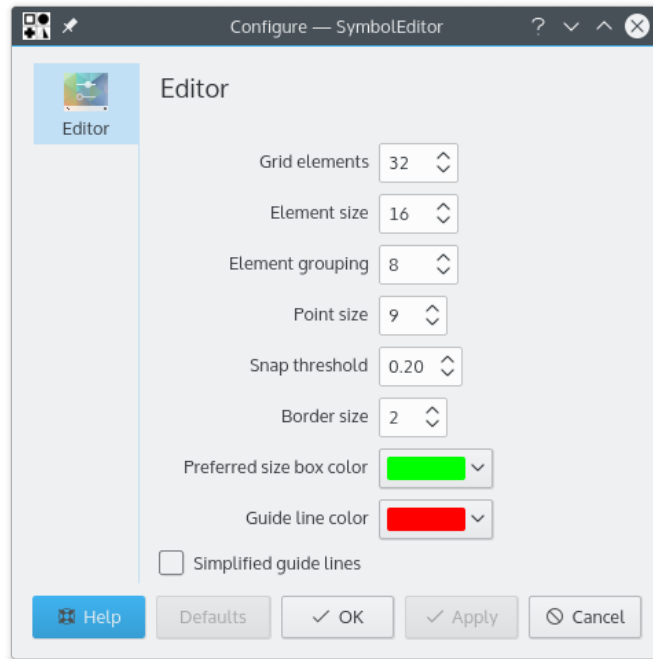 Configure — SymbolEditor
Editor
Editor
Grid elements 32
Element size 16
Element grouping 8
Point size 9
Snap threshold 0.20
Border size 2
Preferred size box color
Guide line color
Simplified guide lines
Help Defaults OK Apply Cancel